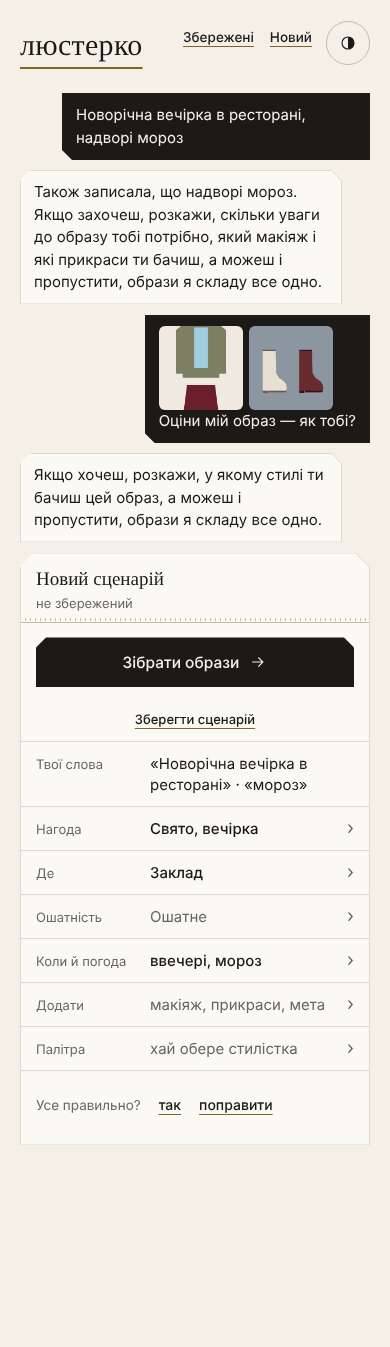 люстерко
Збережені Новий
Новорічна вечірка в ресторані,
надворі мороз
Також записала, що надворі мороз.
Якщо захочеш, розкажи, скільки уваги
до образу тобі потрібно, який макіяж і
які прикраси ти бачиш, а можеш і
пропустити, образи я складу все одно.
Оціни мій образ — як тобі?
Якщо хочеш, розкажи, у якому стилі ти
бачиш цей образ, а можеш і
пропустити, образи я складу все одно.
Новий сценарій
не збережений
Зібрати образи →
Зберегти сценарій
Твої слова «Новорічна вечірка в
ресторані» · «мороз»
Нагода Свято, вечірка
Де Заклад
Ошатність Ошатне
Коли й погода ввечері, мороз
Додати макіяж, прикраси, мета
Палітра хай обере стилістка
Усе правильно? так поправити